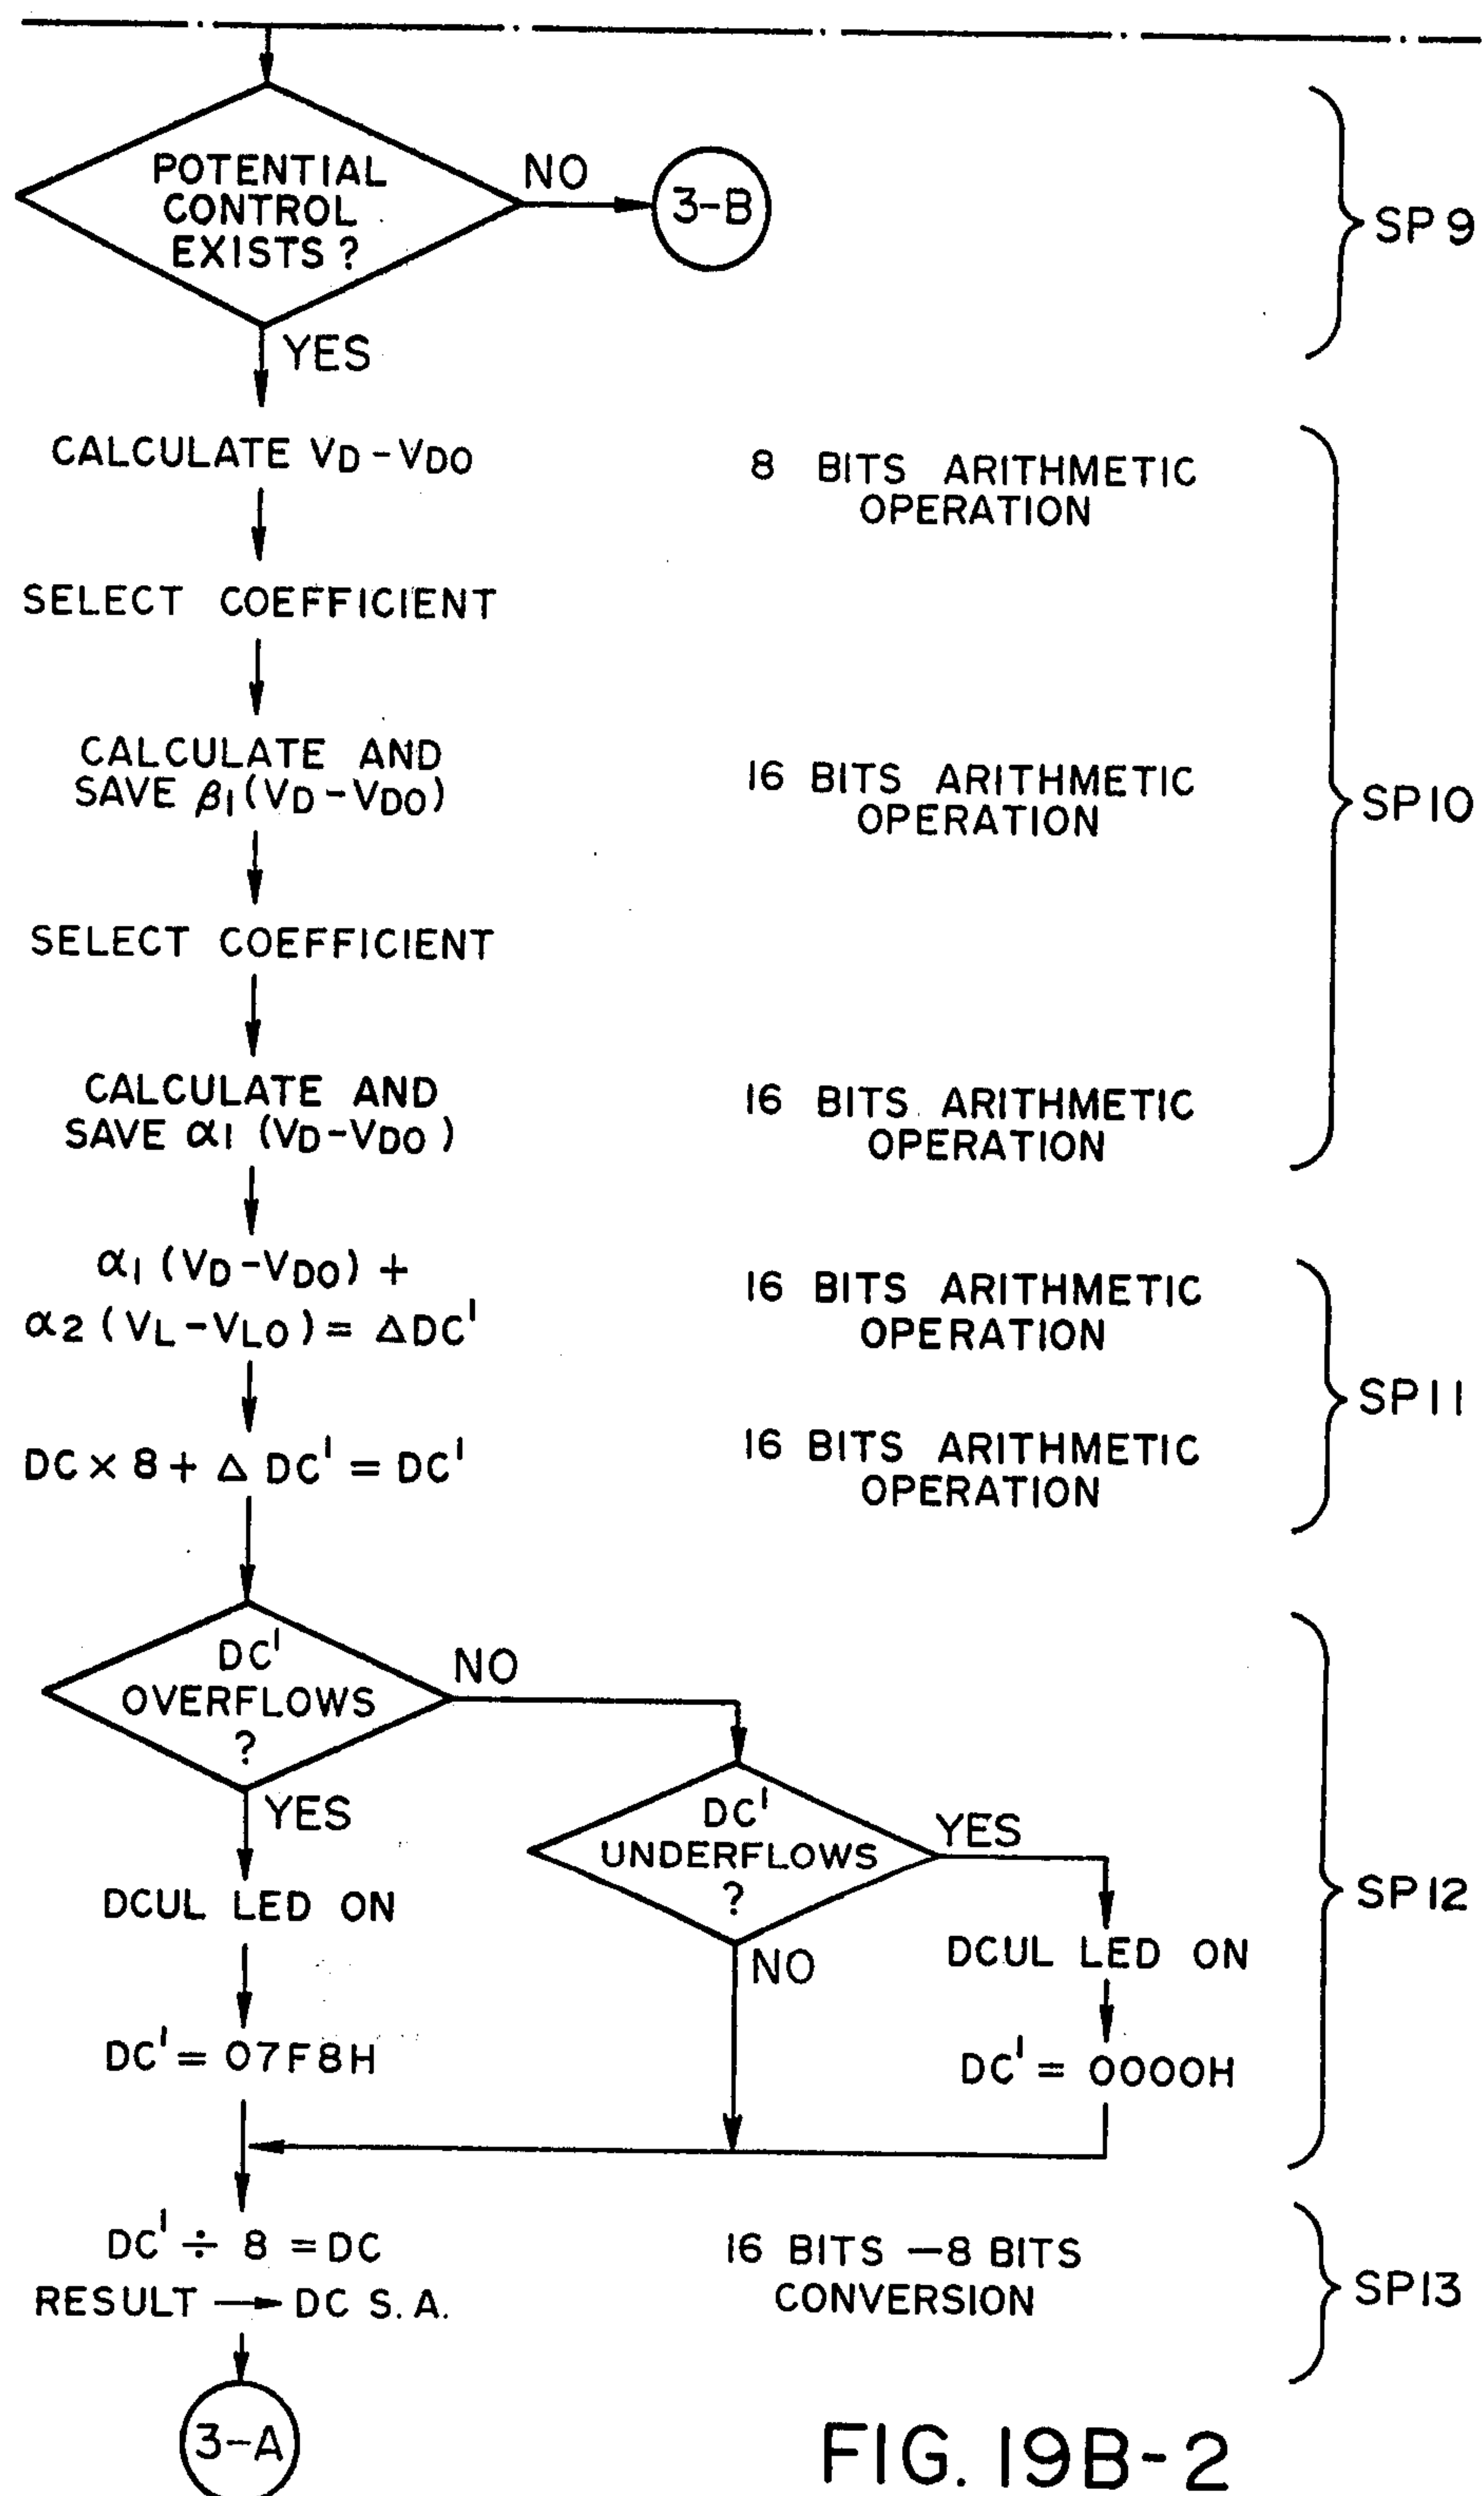 POTENTIAL
CONTROL
EXISTS ?
NO
3-B
SP9
YES
CALCULATE VD-VDO
8 BITS ARITHMETIC
OPERATION
SELECT COEFFICIENT
CALCULATE AND
SAVE β1(VD-VDO)
16 BITS ARITHMETIC
OPERATION
SP10
SELECT COEFFICIENT
CALCULATE AND
SAVE α1 (VD-VDO)
16 BITS ARITHMETIC
OPERATION
α1 (VD-VDO) +
α2 (VL-VLO) = ΔDC'
16 BITS ARITHMETIC
OPERATION
SP11
DC × 8 + Δ DC' = DC'
16 BITS ARITHMETIC
OPERATION
DC'
OVERFLOWS
?
NO
YES
DC'
UNDERFLOWS
?
YES
NO
SP12
DCUL LED ON
DCUL LED ON
DC' = 07F8H
DC' = 0000H
DC' ÷ 8 = DC
RESULT → DC S.A.
16 BITS —8 BITS
CONVERSION
SP13
3-A
FIG. 19B-2